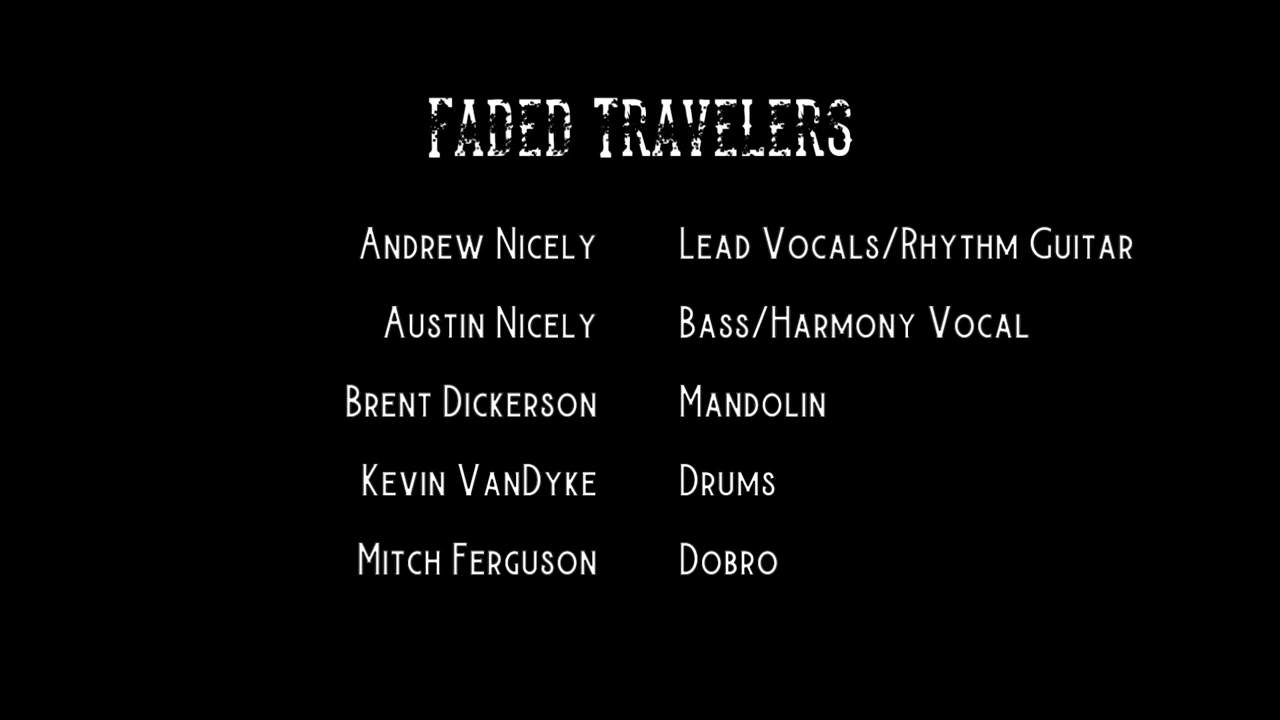 Faded Travelers
Andrew Nicely Lead Vocals/Rhythm Guitar
Austin Nicely Bass/Harmony Vocal
Brent Dickerson Mandolin
Kevin VanDyke Drums
Mitch Ferguson Dobro